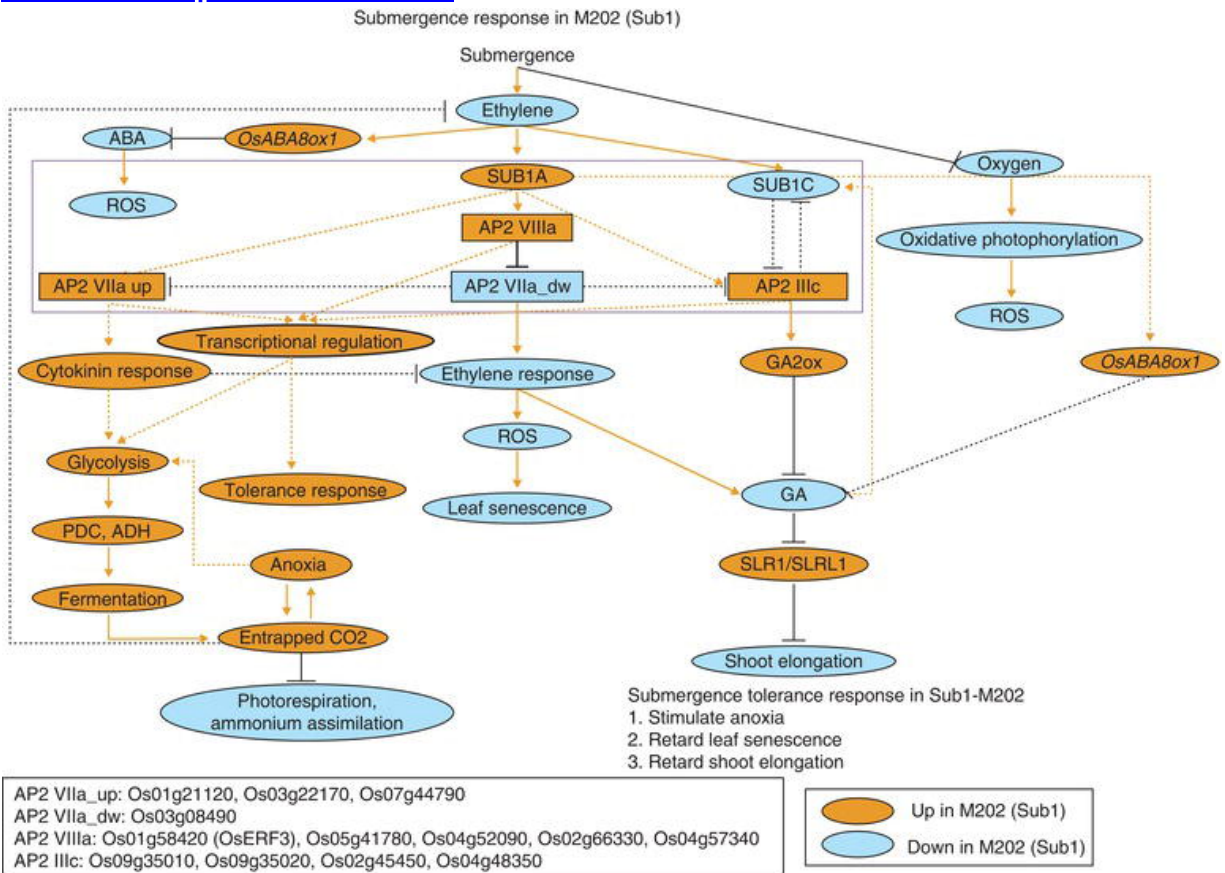 Submergence response in M202 (Sub1)
Submergence
Ethylene
ABA
OsABA8ox1
Oxygen
SUB1A
SUB1C
ROS
AP2 VIIIa
Oxidative photophorylation
AP2 VIIa up
AP2 VIIa_dw
AP2 IIIc
ROS
Transcriptional regulation
Cytokinin response
Ethylene response
GA2ox
OsABA8ox1
ROS
Glycolysis
Tolerance response
GA
Leaf senescence
PDC, ADH
Anoxia
SLR1/SLRL1
Fermentation
Entrapped CO2
Shoot elongation
Photorespiration,
ammonium assimilation
Submergence tolerance response in Sub1-M202
1. Stimulate anoxia
2. Retard leaf senescence
3. Retard shoot elongation
AP2 VIIa_up: Os01g21120, Os03g22170, Os07g44790
AP2 VIIa_dw: Os03g08490
AP2 VIIIa: Os01g58420 (OsERF3), Os05g41780, Os04g52090, Os02g66330, Os04g57340
AP2 IIIc: Os09g35010, Os09g35020, Os02g45450, Os04g48350
Up in M202 (Sub1)
Down in M202 (Sub1)